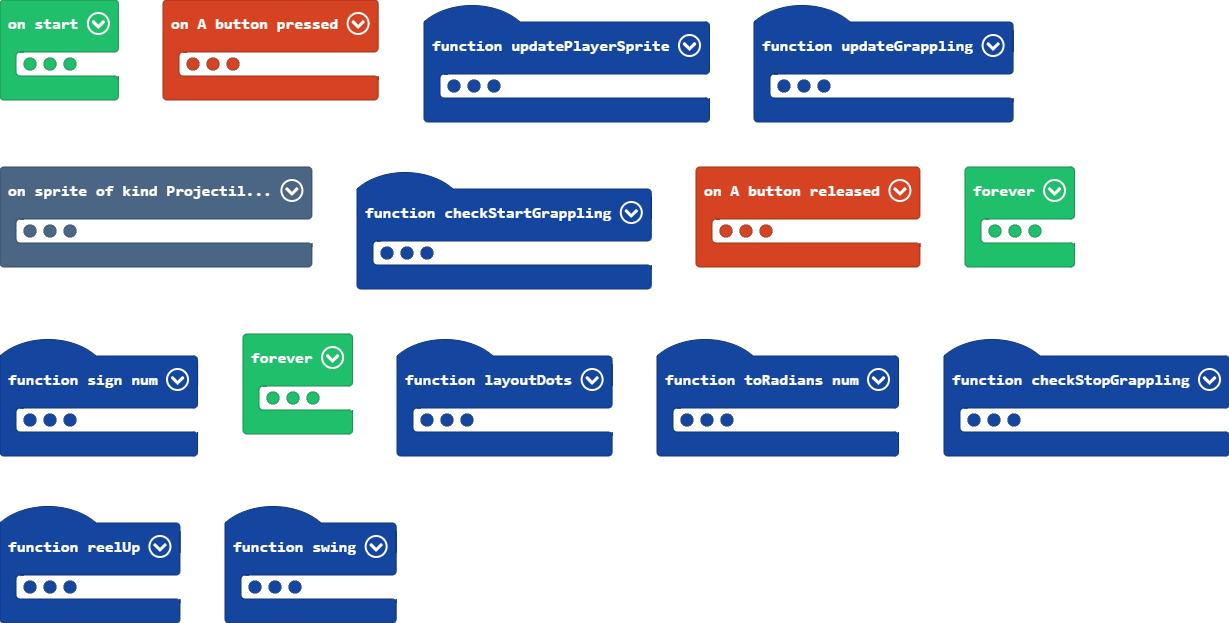 on start
on A button pressed
function updatePlayerSprite
function updateGrappling
on sprite of kind Projectil...
function checkStartGrappling
on A button released
forever
function sign num
forever
function layoutDots
function toRadians num
function checkStopGrappling
function reelUp
function swing